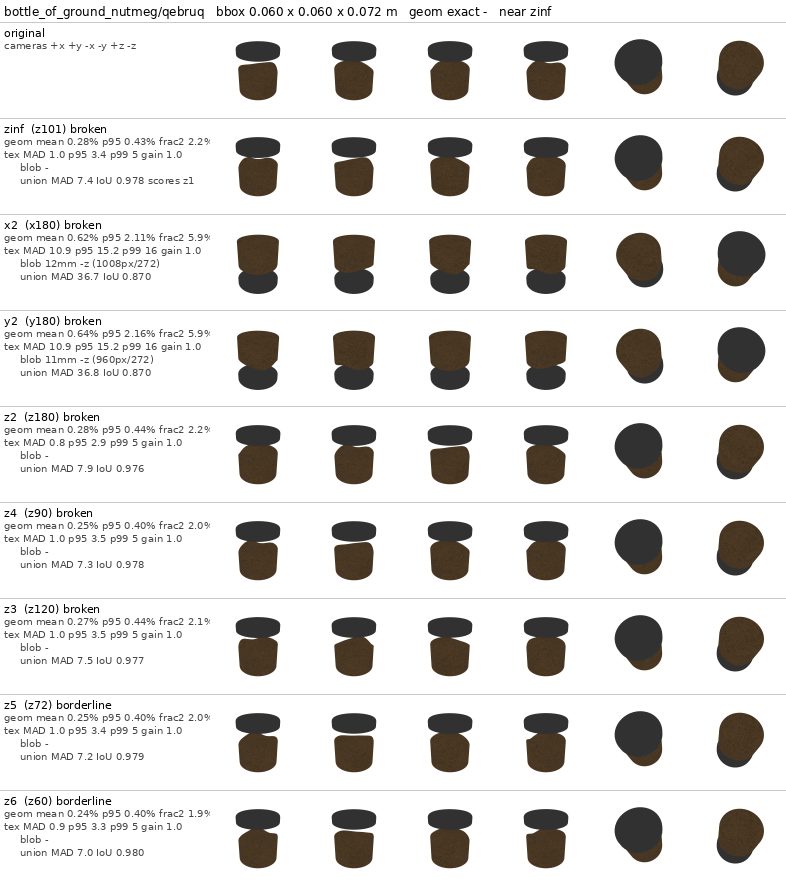 bottle_of_ground_nutmeg/qebruq bbox 0.060 x 0.060 x 0.072 m geom exact - near zinf
original
cameras +x +y -x -y +z -z
zinf (z101) broken
geom mean 0.28% p95 0.43% frac2 2.2%
tex MAD 1.0 p95 3.4 p99 5 gain 1.0
blob -
union MAD 7.4 IoU 0.978 scores z1
x2 (x180) broken
geom mean 0.62% p95 2.11% frac2 5.9%
tex MAD 10.9 p95 15.2 p99 16 gain 1.0
blob 12mm -z (1008px/272)
union MAD 36.7 IoU 0.870
y2 (y180) broken
geom mean 0.64% p95 2.16% frac2 5.9%
tex MAD 10.9 p95 15.2 p99 16 gain 1.0
blob 11mm -z (960px/272)
union MAD 36.8 IoU 0.870
z2 (z180) broken
geom mean 0.28% p95 0.44% frac2 2.2%
tex MAD 0.8 p95 2.9 p99 5 gain 1.0
blob -
union MAD 7.9 IoU 0.976
z4 (z90) broken
geom mean 0.25% p95 0.40% frac2 2.0%
tex MAD 1.0 p95 3.5 p99 5 gain 1.0
blob -
union MAD 7.3 IoU 0.978
z3 (z120) broken
geom mean 0.27% p95 0.44% frac2 2.1%
tex MAD 1.0 p95 3.5 p99 5 gain 1.0
blob -
union MAD 7.5 IoU 0.977
z5 (z72) borderline
geom mean 0.25% p95 0.40% frac2 2.0%
tex MAD 1.0 p95 3.4 p99 5 gain 1.0
blob -
union MAD 7.2 IoU 0.979
z6 (z60) borderline
geom mean 0.24% p95 0.40% frac2 1.9%
tex MAD 0.9 p95 3.3 p99 5 gain 1.0
blob -
union MAD 7.0 IoU 0.980